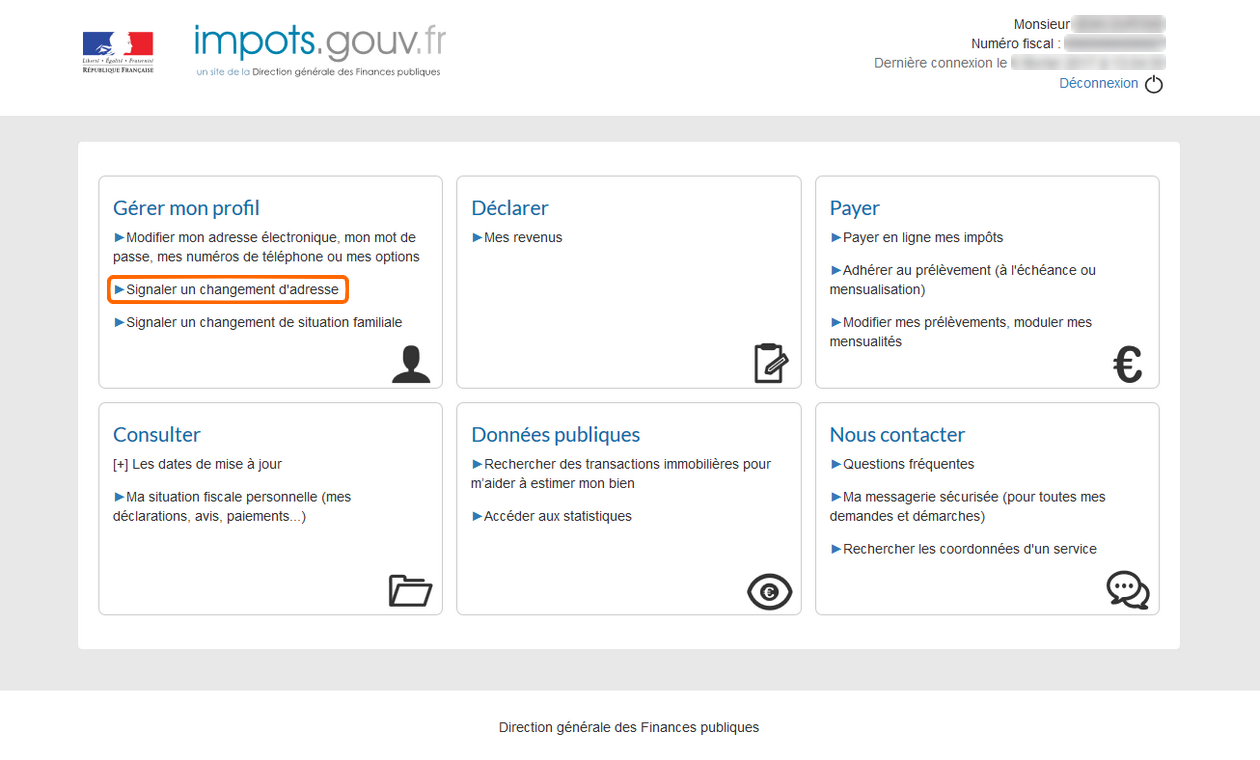 Liberté • Égalité • Fraternité
RÉPUBLIQUE FRANÇAISE
impots.gouv.fr
un site de la Direction générale des Finances publiques
Monsieur
Numéro fiscal :
Dernière connexion le
Déconnexion
Gérer mon profil
►Modifier mon adresse électronique, mon mot de
passe, mes numéros de téléphone ou mes options
►Signaler un changement d'adresse
►Signaler un changement de situation familiale
Déclarer
►Mes revenus
Payer
►Payer en ligne mes impôts
►Adhérer au prélèvement (à l'échéance ou
mensualisation)
►Modifier mes prélèvements, moduler mes
mensualités
€
Consulter
[+] Les dates de mise à jour
►Ma situation fiscale personnelle (mes
déclarations, avis, paiements...)
Données publiques
►Rechercher des transactions immobilières pour
m'aider à estimer mon bien
►Accéder aux statistiques
€
Nous contacter
►Questions fréquentes
►Ma messagerie sécurisée (pour toutes mes
demandes et démarches)
►Rechercher les coordonnées d'un service
Direction générale des Finances publiques